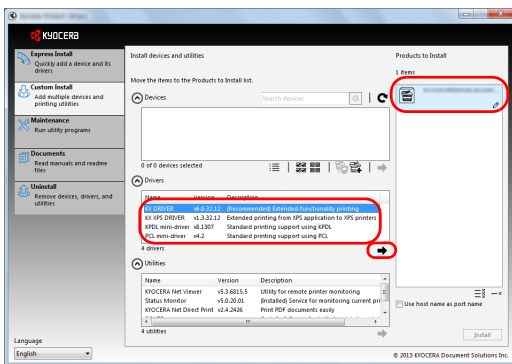 KYOCERA
Express Install
Quickly add a device and its
drivers
Custom Install
Add multiple devices and
printing utilities
Maintenance
Run utility programs
Documents
Read manuals and readme
files
Uninstall
Remove devices, drivers, and
utilities
Language
English
Install devices and utilities
Move the items to the Products to Install list.
Devices
Search devices
0 of 0 devices selected
Drivers
Name Version Description
KX DRIVER v6.0.32.12 (Recommended) Extended-functionality printing
KX XPS DRIVER v1.3.32.12 Extended printing from XPS application to XPS printers
KPDL mini-driver v8.1307 Standard printing support using KPDL
PCL mini-driver v4.2 Standard printing support using PCL
4 drivers
Utilities
Name Version Description
KYOCERA Net Viewer v5.3.6815.5 Utility for remote printer monitoring
Status Monitor v5.0.20.01 (Installed) Service for monitoring current pri
KYOCERA Net Direct Print v2.4.2426 Print PDF documents easily
4 utilities
Products to Install
1 items
Use host name as port name
Install
© 2013 KYOCERA Document Solutions Inc.